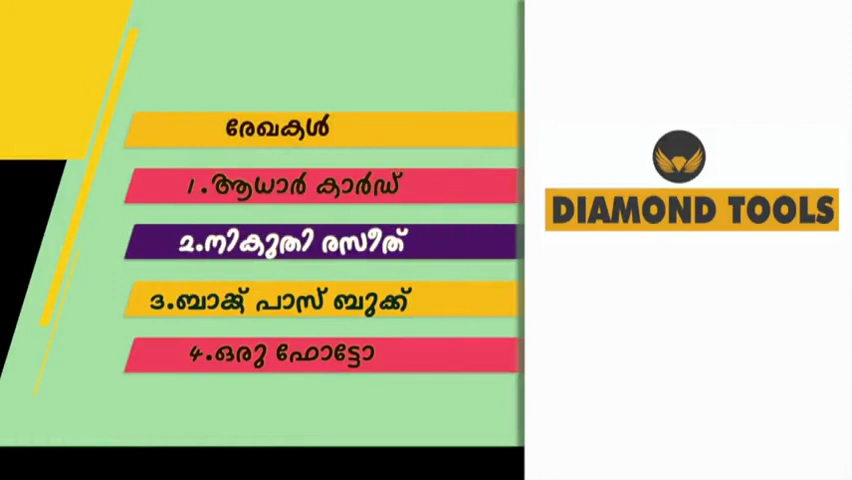 രേഖകൾ
1.ആധാർ കാർഡ്
2.നികുതി രസീത്
3.ബാങ്ക് പാസ് ബുക്ക്
4.ഒരു ഫോട്ടോ
DIAMOND TOOLS